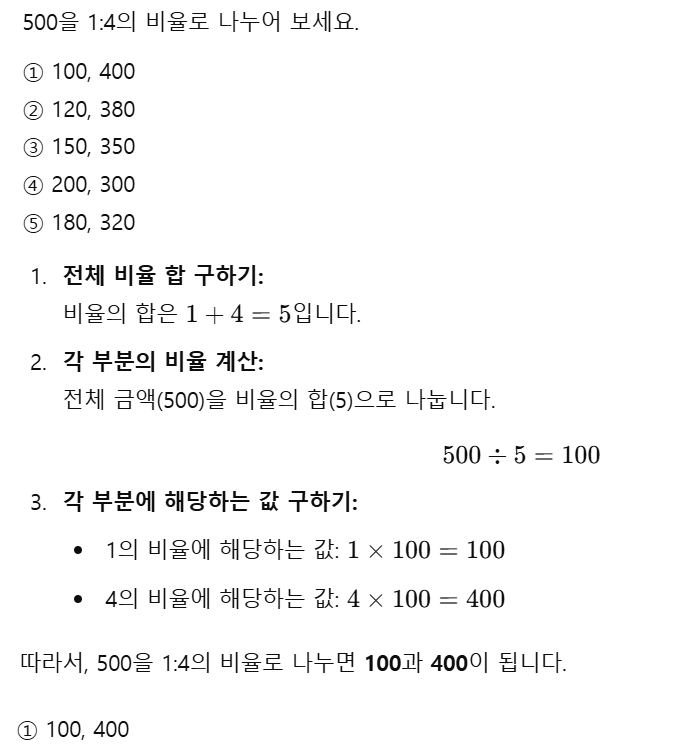 500을 1:4의 비율로 나누어 보세요.
① 100, 400
② 120, 380
③ 150, 350
④ 200, 300
⑤ 180, 320
1. 전체 비율 합 구하기:
비율의 합은 1 + 4 = 5입니다.
2. 각 부분의 비율 계산:
전체 금액(500)을 비율의 합(5)으로 나눕니다.
500 ÷ 5 = 100
3. 각 부분에 해당하는 값 구하기:
• 1의 비율에 해당하는 값: 1 × 100 = 100
• 4의 비율에 해당하는 값: 4 × 100 = 400
따라서, 500을 1:4의 비율로 나누면 100과 400이 됩니다.
① 100, 400